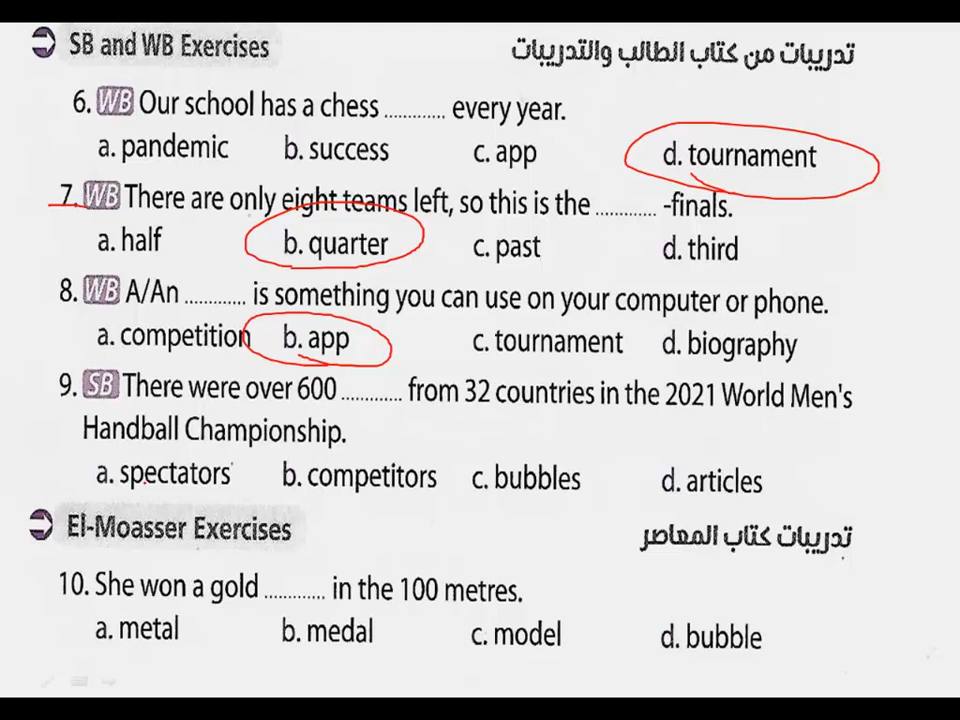 SB and WB Exercises تدريبات من كتاب الطالب والتدريبات
6. WB Our school has a chess ............ every year.
a. pandemic b. success c. app d. tournament
7. WB There are only eight teams left, so this is the ............ -finals.
a. half b. quarter c. past d. third
8. WB A/An ............ is something you can use on your computer or phone.
a. competition b. app c. tournament d. biography
9. SB There were over 600 ............ from 32 countries in the 2021 World Men's
Handball Championship.
a. spectators b. competitors c. bubbles d. articles
El-Moasser Exercises تدريبات كتاب المعاصر
10. She won a gold ............ in the 100 metres.
a. metal b. medal c. model d. bubble